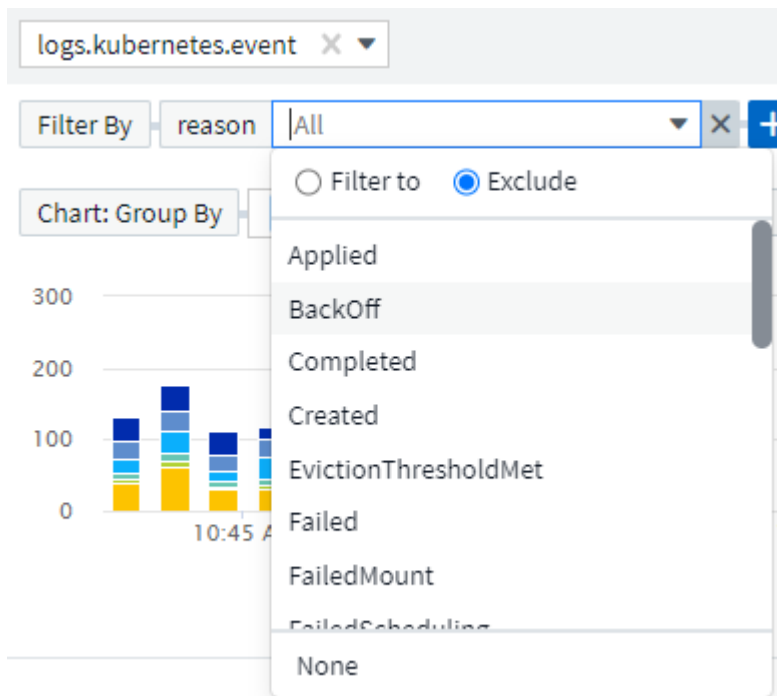 logs.kubernetes.event
Filter By reason All
Filter to Exclude
Chart: Group By
Applied
BackOff
Completed
Created
EvictionThresholdMet
Failed
FailedMount
FailedScheduling
None
300
200
100
0
10:45 A